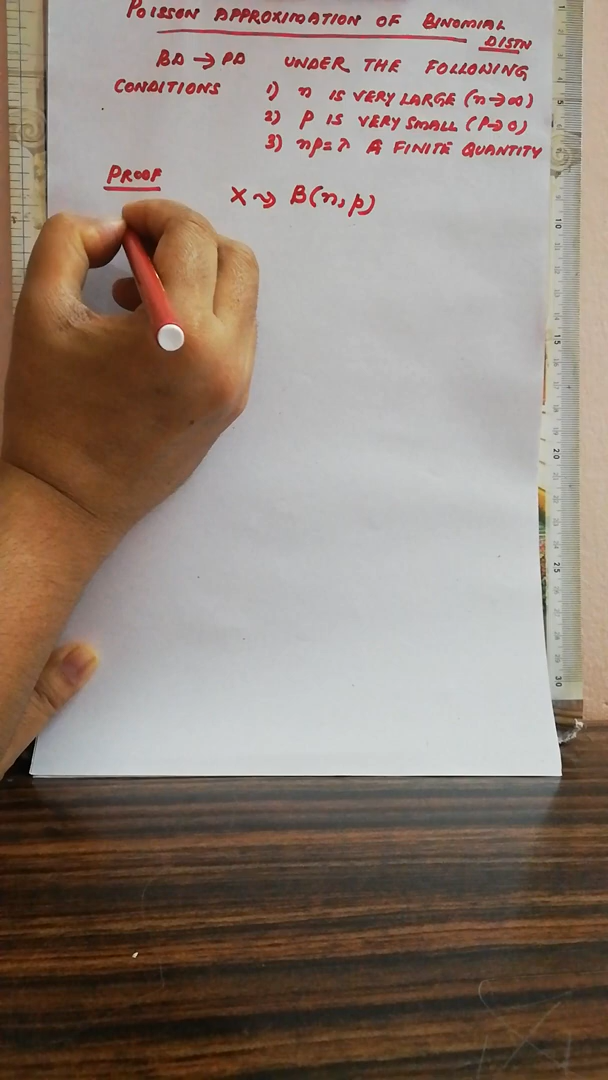 POISSON APPROXIMATION OF BINOMIAL
DISTN
BD → PD UNDER THE FOLLOWING
CONDITIONS 1) n IS VERY LARGE (n→∞)
2) p IS VERY SMALL (P→0)
3) np=λ A FINITE QUANTITY
PROOF
X ~> B(n,p)